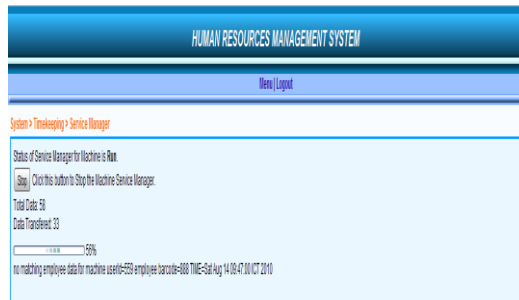 HUMAN RESOURCES MANAGEMENT SYSTEM
Menu | Logout
System > Timekeeping > Service Manager
Status of Service Manager for Machine is Run.
Stop Click this button to Stop the Machine Service Manager.
Total Data: 58
Data Transfered: 33
56%
no matching employee data for machine userid=559 employee barcode=888 TIME=Sat Aug 14 09:47:00 ICT 2010